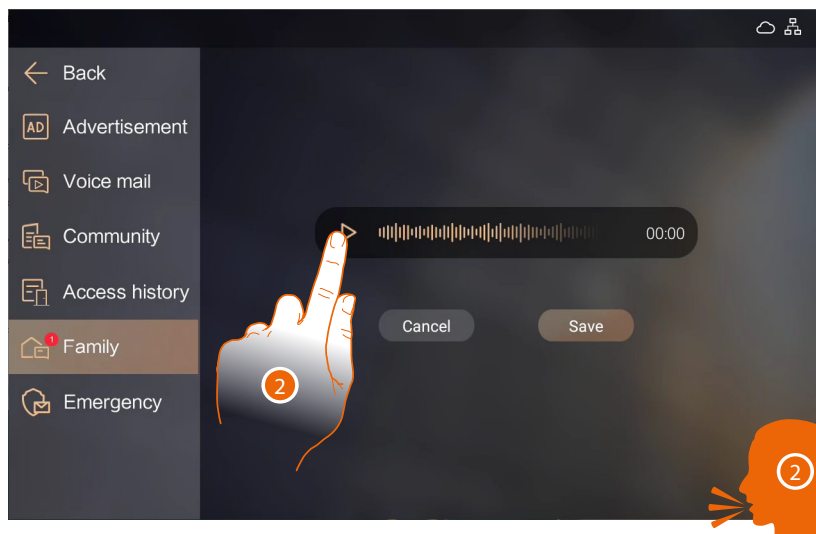 Back
AD Advertisement
Voice mail
Community
Access history
1 Family
Emergency
00:00
Cancel Save
2
2